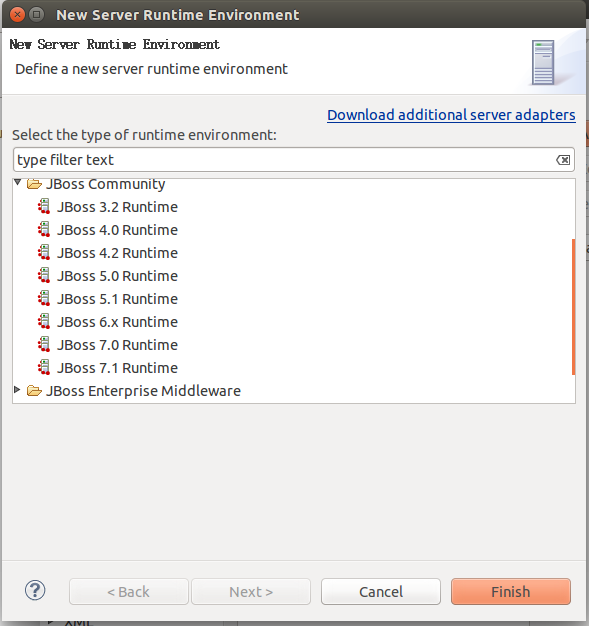 New Server Runtime Environment
New Server Runtime Environment
Define a new server runtime environment
Download additional server adapters
Select the type of runtime environment:
type filter text
JBoss Community
JBoss 3.2 Runtime
JBoss 4.0 Runtime
JBoss 4.2 Runtime
JBoss 5.0 Runtime
JBoss 5.1 Runtime
JBoss 6.x Runtime
JBoss 7.0 Runtime
JBoss 7.1 Runtime
JBoss Enterprise Middleware
? < Back Next > Cancel Finish
XML